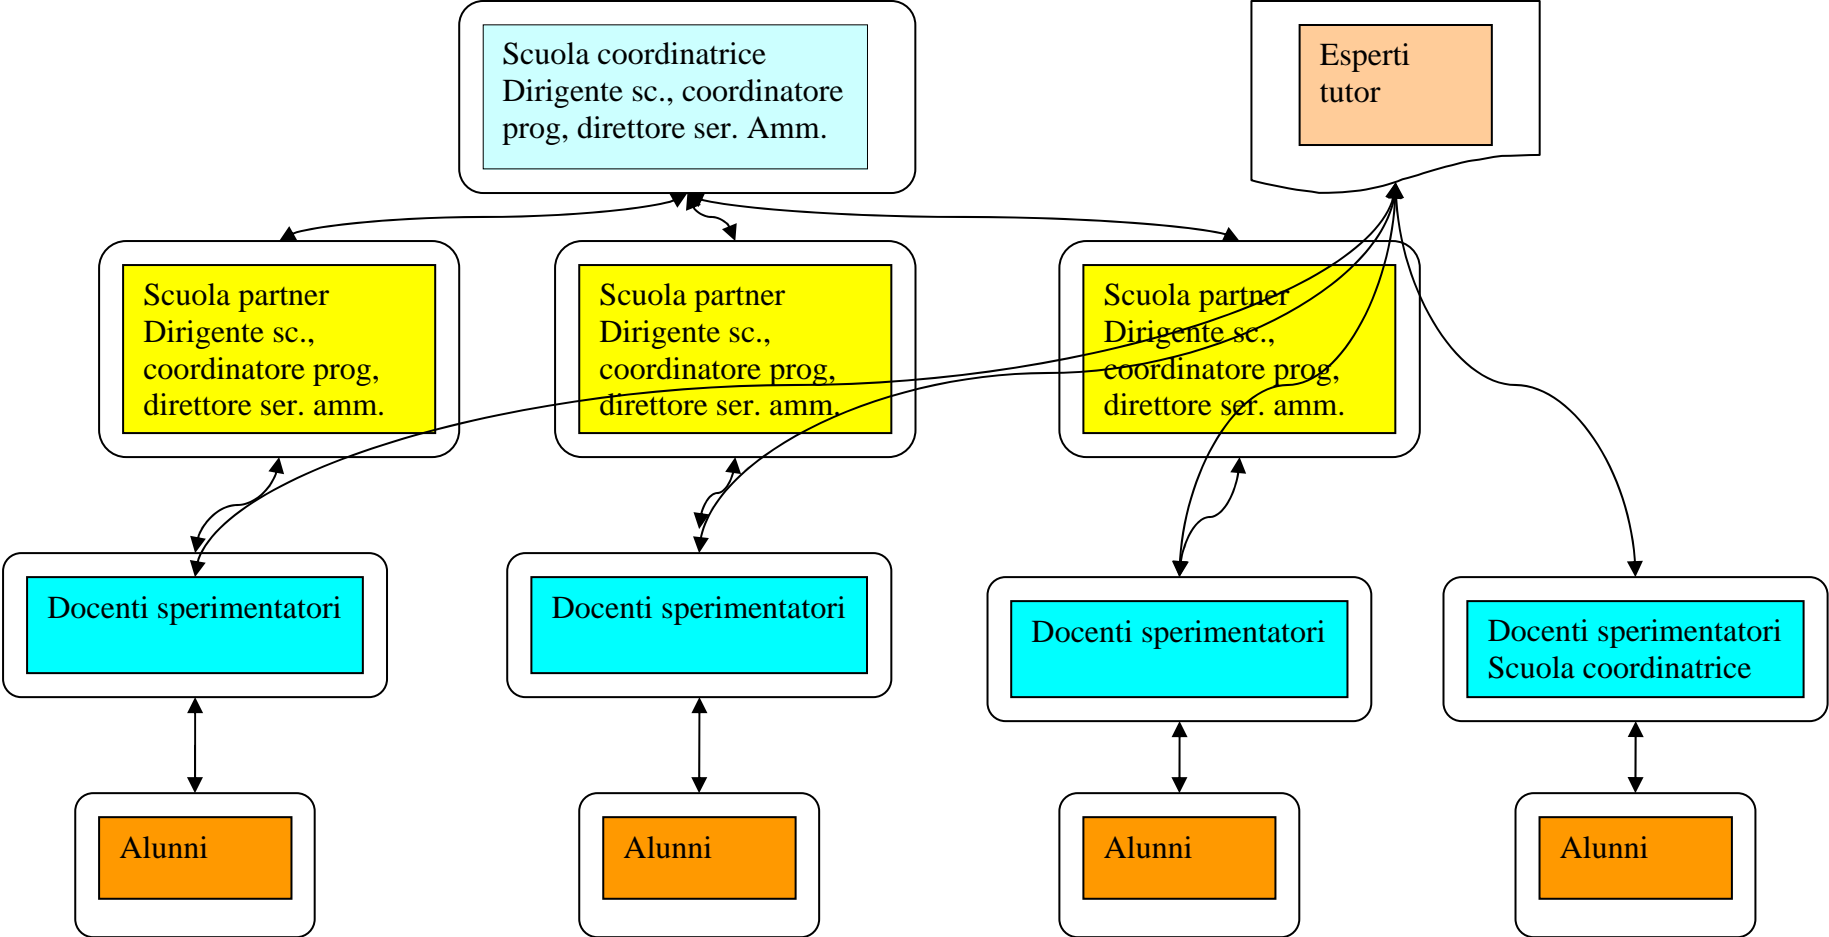 Scuola coordinatrice
Dirigente sc., coordinatore
prog, direttore ser. Amm.
Esperti
tutor
Scuola partner
Dirigente sc.,
coordinatore prog,
direttore ser. amm.
Scuola partner
Dirigente sc.,
coordinatore prog,
direttore ser. amm.
Scuola partner
Dirigente sc.,
coordinatore prog,
direttore ser. amm.
Docenti sperimentatori
Docenti sperimentatori
Docenti sperimentatori
Docenti sperimentatori
Scuola coordinatrice
Alunni
Alunni
Alunni
Alunni